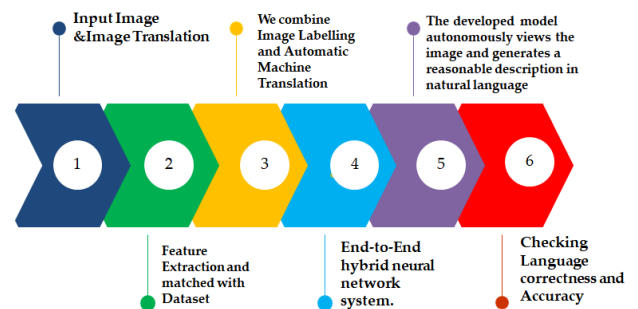 Input Image
&Image Translation
We combine
Image Labelling
and Automatic
Machine
Translation
The developed model
autonomously views the
image and generates a
reasonable description in
natural language
1
2
3
4
5
6
Feature
Extraction and
matched with
Dataset
End-to-End
hybrid neural
network
system.
Checking
Language
correctness and
Accuracy